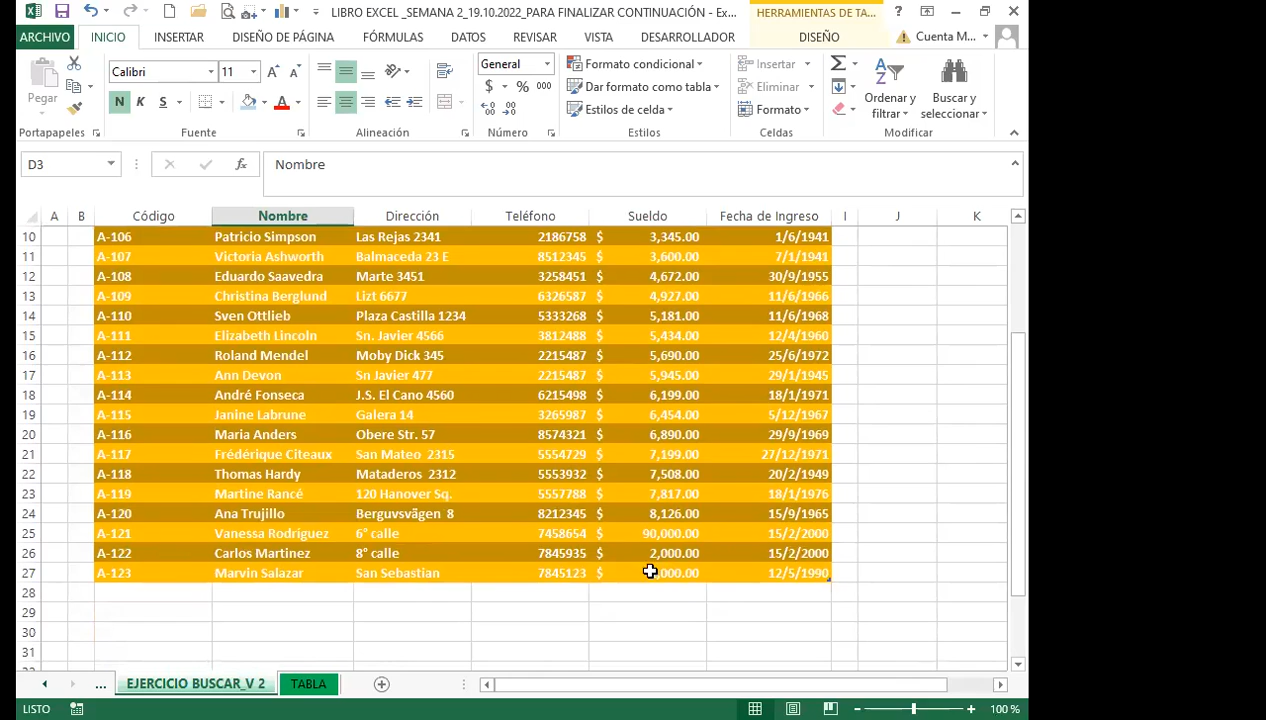 LIBRO EXCEL _SEMANA 2_19.10.2022_PARA FINALIZAR CONTINUACIÓN - Ex...
HERRAMIENTAS DE TA...
?
ARCHIVO INICIO INSERTAR DISEÑO DE PÁGINA FÓRMULAS DATOS REVISAR VISTA DESARROLLADOR DISEÑO Cuenta M...
Pegar
Calibri 11
N K S
General
$ % 000
Formato condicional
Dar formato como tabla
Estilos de celda
Insertar
Eliminar
Formato
Ordenar y filtrar
Buscar y seleccionar
Portapapeles Fuente Alineación Número Estilos Celdas Modificar
D3 fx Nombre
A B Código Nombre Dirección Teléfono Sueldo Fecha de Ingreso I J K
10 A-106 Patricio Simpson Las Rejas 2341 2186758 $ 3,345.00 1/6/1941
11 A-107 Victoria Ashworth Balmaceda 23 E 8512345 $ 3,600.00 7/1/1941
12 A-108 Eduardo Saavedra Marte 3451 3258451 $ 4,672.00 30/9/1955
13 A-109 Christina Berglund Lizt 6677 6326587 $ 4,927.00 11/6/1966
14 A-110 Sven Ottlieb Plaza Castilla 1234 5333268 $ 5,181.00 11/6/1968
15 A-111 Elizabeth Lincoln Sn. Javier 4566 3812488 $ 5,434.00 12/4/1960
16 A-112 Roland Mendel Moby Dick 345 2215487 $ 5,690.00 25/6/1972
17 A-113 Ann Devon Sn Javier 477 2215487 $ 5,945.00 29/1/1945
18 A-114 André Fonseca J.S. El Cano 4560 6215498 $ 6,199.00 18/1/1971
19 A-115 Janine Labrune Galera 14 3265987 $ 6,454.00 5/12/1967
20 A-116 Maria Anders Obere Str. 57 8574321 $ 6,890.00 29/9/1969
21 A-117 Frédérique Citeaux San Mateo 2315 5554729 $ 7,199.00 27/12/1971
22 A-118 Thomas Hardy Mataderos 2312 5553932 $ 7,508.00 20/2/1949
23 A-119 Martine Rancé 120 Hanover Sq. 5557788 $ 7,817.00 18/1/1976
24 A-120 Ana Trujillo Berguvsvägen 8 8212345 $ 8,126.00 15/9/1965
25 A-121 Vanessa Rodríguez 6° calle 7458654 $ 90,000.00 15/2/2000
26 A-122 Carlos Martinez 8° calle 7845935 $ 2,000.00 15/2/2000
27 A-123 Marvin Salazar San Sebastian 7845123 $ 12/5/1990
28
29
30
31
... EJERCICIO BUSCAR_V 2 TABLA
LISTO 100 %